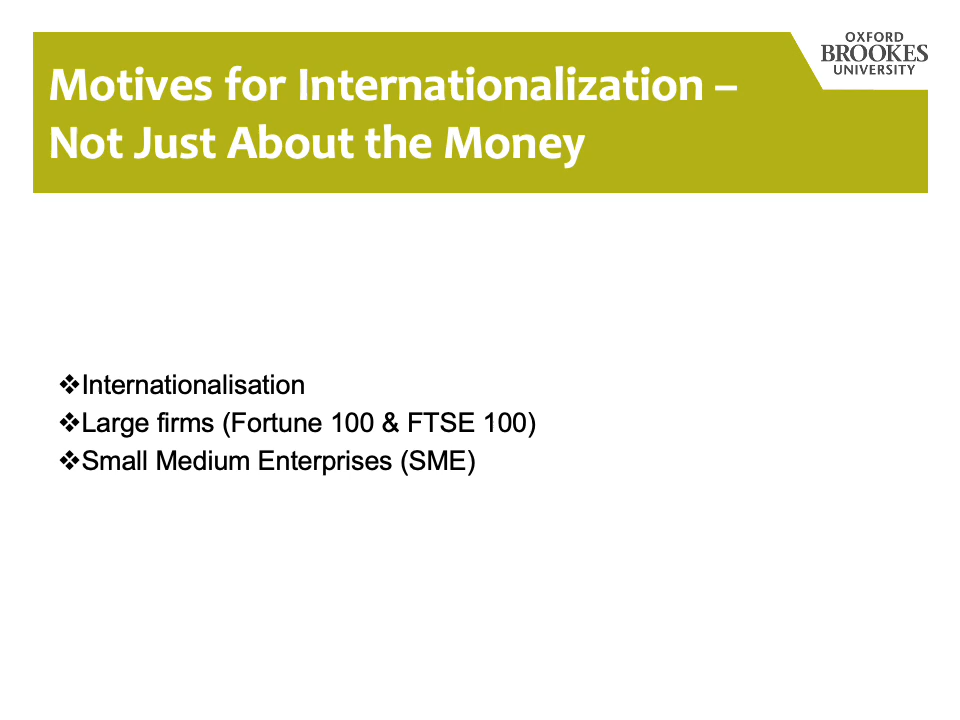 OXFORD
BROOKES
UNIVERSITY
Motives for Internationalization –
Not Just About the Money
❖Internationalisation
❖Large firms (Fortune 100 & FTSE 100)
❖Small Medium Enterprises (SME)